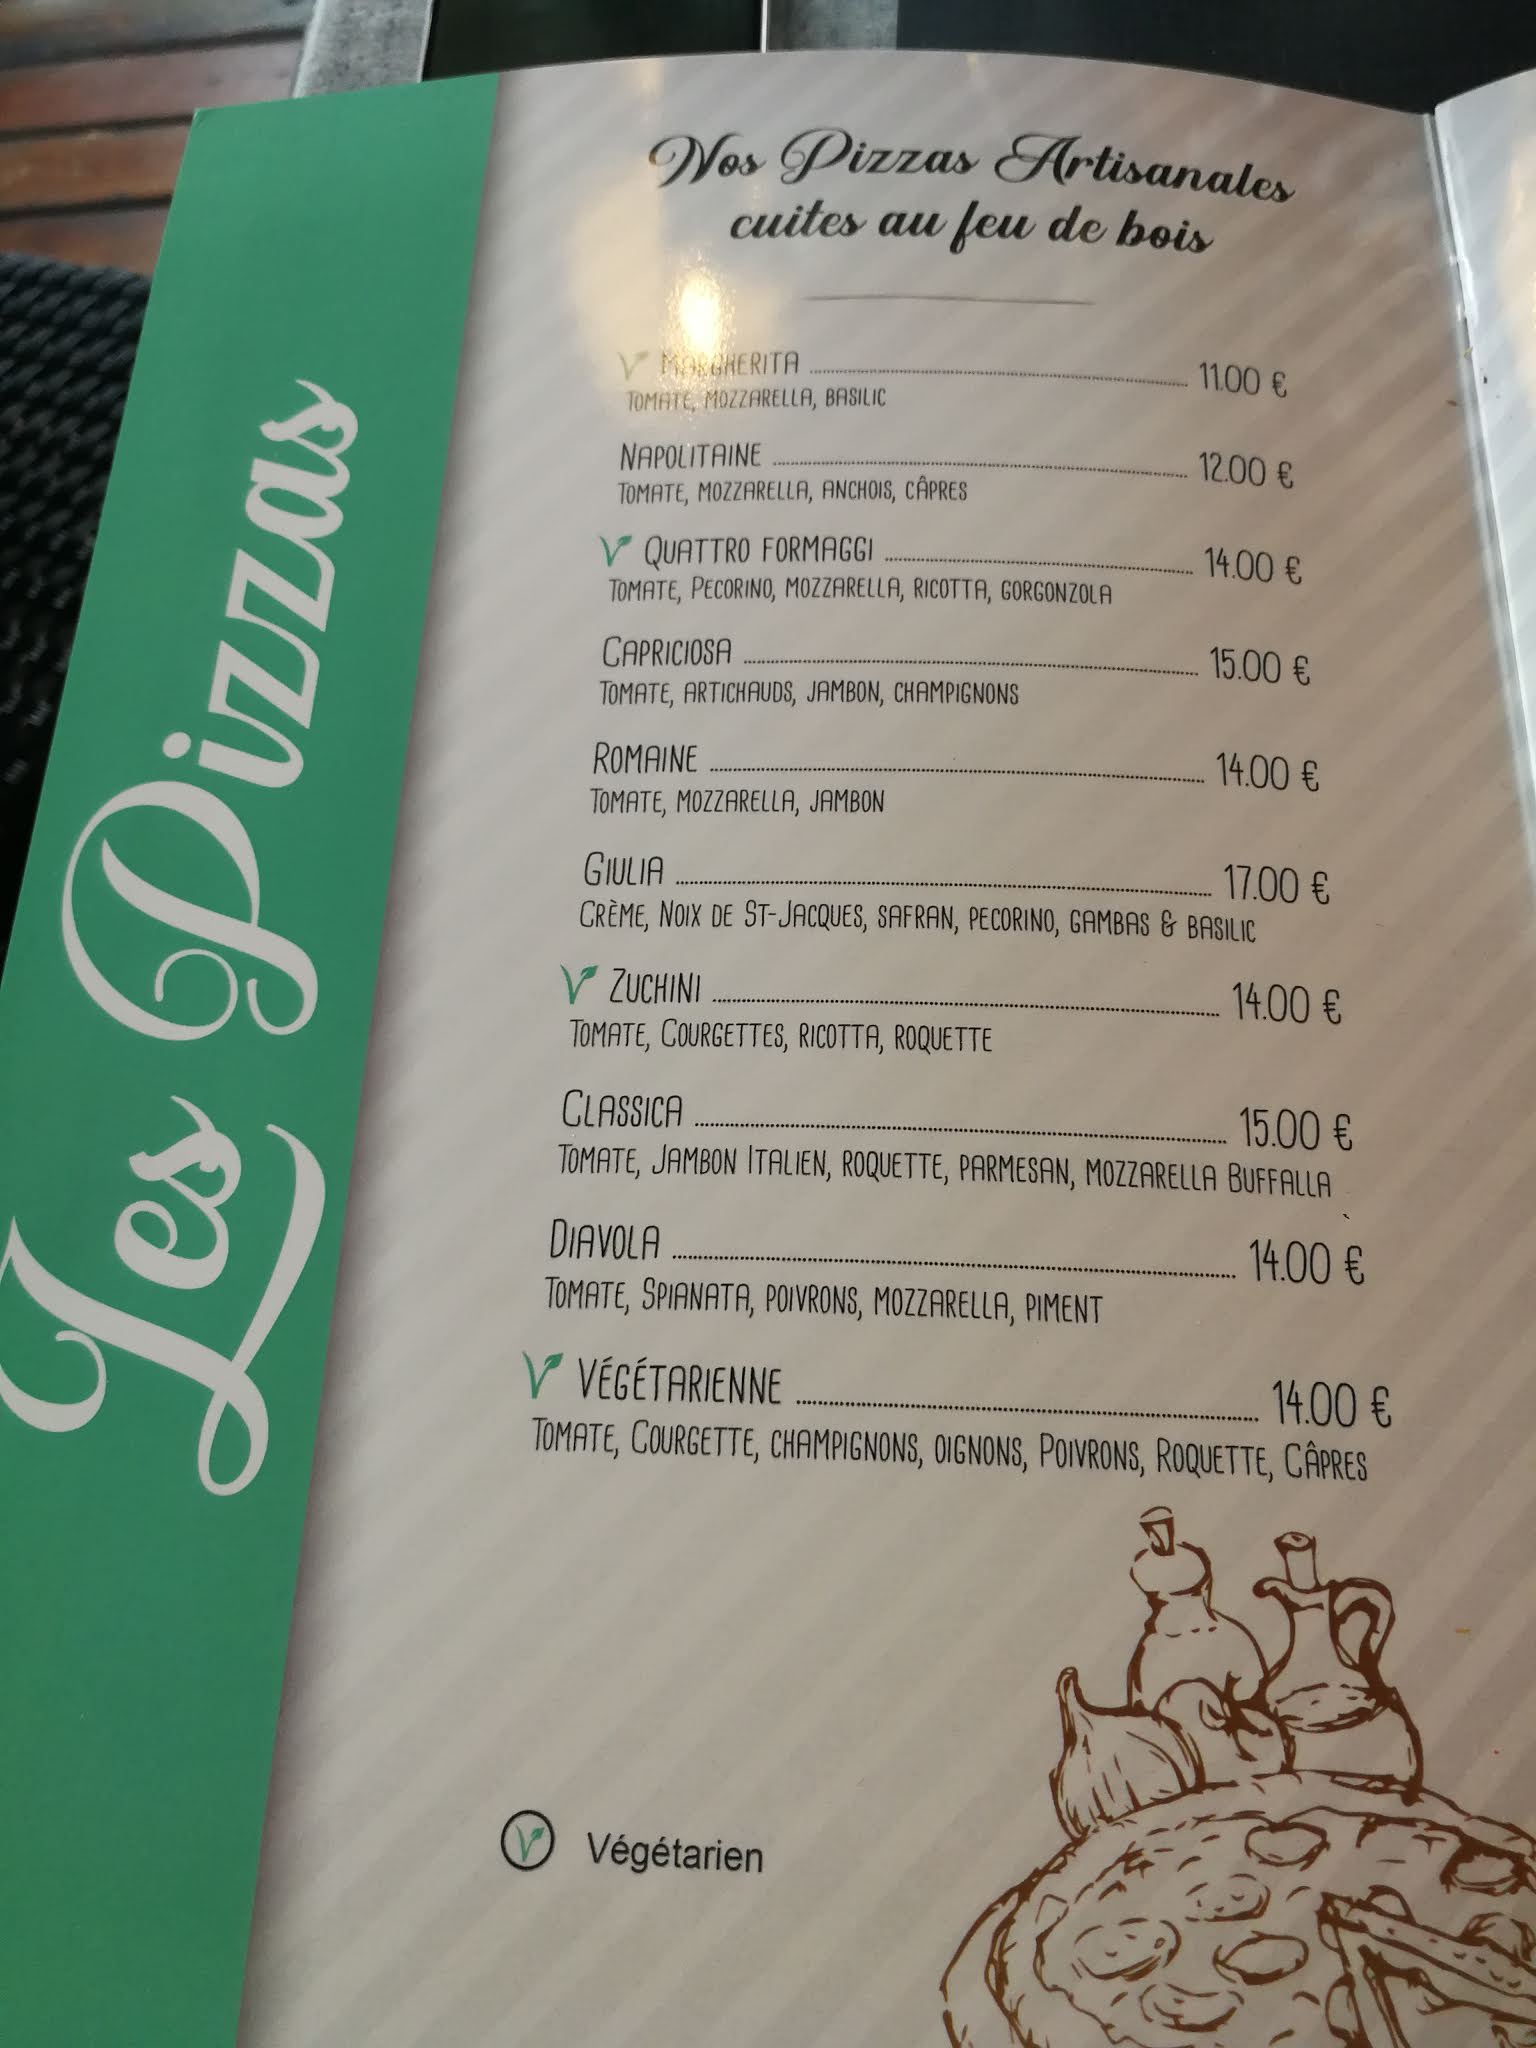 Les Pizzas
Nos Pizzas Artisanales
cuites au feu de bois
MARGHERITA 11.00 €
TOMATE, MOZZARELLA, BASILIC
NAPOLITAINE 12.00 €
TOMATE, MOZZARELLA, ANCHOIS, CÂPRES
QUATTRO FORMAGGI 14.00 €
TOMATE, PECORINO, MOZZARELLA, RICOTTA, GORGONZOLA
CAPRICIOSA 15.00 €
TOMATE, ARTICHAUDS, JAMBON, CHAMPIGNONS
ROMAINE 14.00 €
TOMATE, MOZZARELLA, JAMBON
GIULIA 17.00 €
CRÈME, NOIX DE ST-JACQUES, SAFRAN, PECORINO, GAMBAS & BASILIC
ZUCHINI 14.00 €
TOMATE, COURGETTES, RICOTTA, ROQUETTE
CLASSICA 15.00 €
TOMATE, JAMBON ITALIEN, ROQUETTE, PARMESAN, MOZZARELLA BUFFALLA
DIAVOLA 14.00 €
TOMATE, SPIANATA, POIVRONS, MOZZARELLA, PIMENT
VÉGÉTARIENNE 14.00 €
TOMATE, COURGETTE, CHAMPIGNONS, OIGNONS, POIVRONS, ROQUETTE, CÂPRES
Végétarien